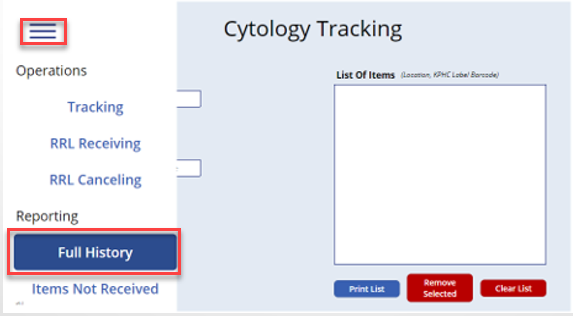 Cytology Tracking
Operations
Tracking
RRL Receiving
RRL Canceling
Reporting
Full History
Items Not Received
List Of Items (Location, KPHC Label Barcode)
Print List
Remove
Selected
Clear List